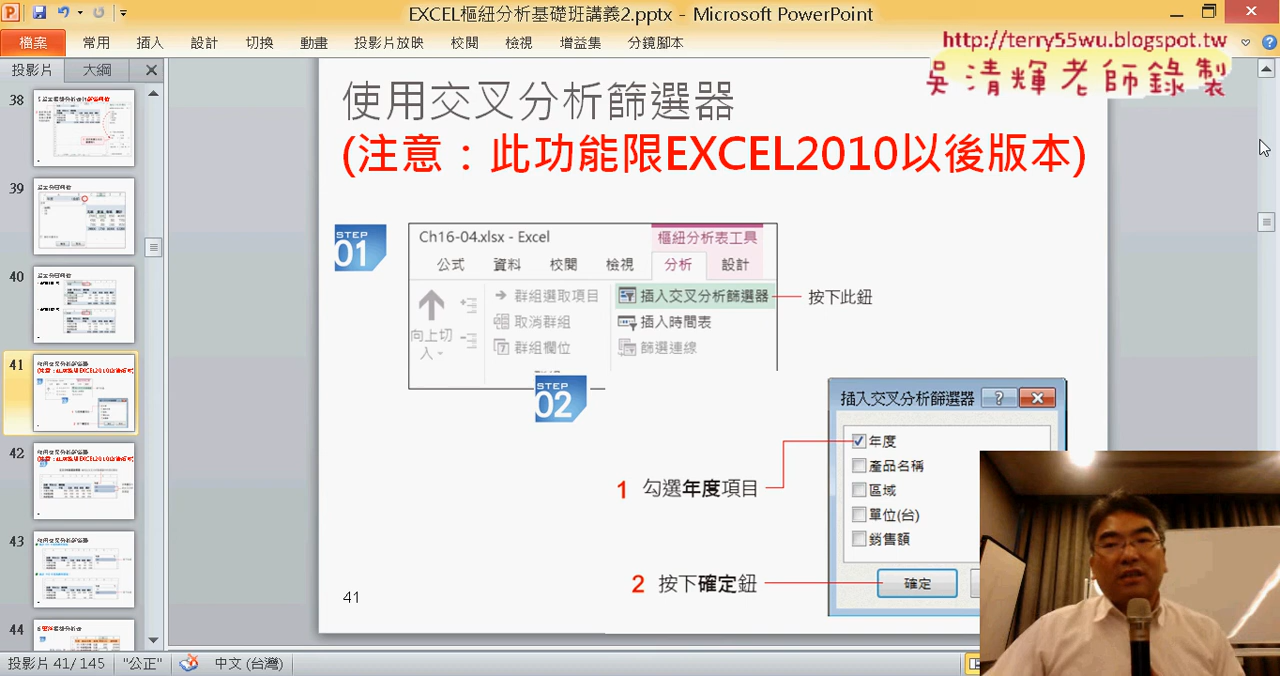 EXCEL樞紐分析基礎班講義2.pptx - Microsoft PowerPoint
檔案 常用 插入 設計 切換 動畫 投影片放映 校閱 檢視 增益集 分鏡腳本
http://terry55wu.blogspot.tw
吳清輝老師錄製
投影片 大綱
38
39
40
41
42
43
44
使用交叉分析篩選器
(注意：此功能限EXCEL2010以後版本)
STEP 01
Ch16-04.xlsx - Excel 樞紐分析表工具
公式 資料 校閱 檢視 分析 設計
向上切入
群組選取項目
取消群組
群組欄位
插入交叉分析篩選器
插入時間表
篩選連線
按下此鈕
STEP 02
插入交叉分析篩選器
年度
產品名稱
區域
單位(台)
銷售額
確定
1 勾選年度項目
2 按下確定鈕
41
投影片 41/ 145 "公正" 中文 (台灣)